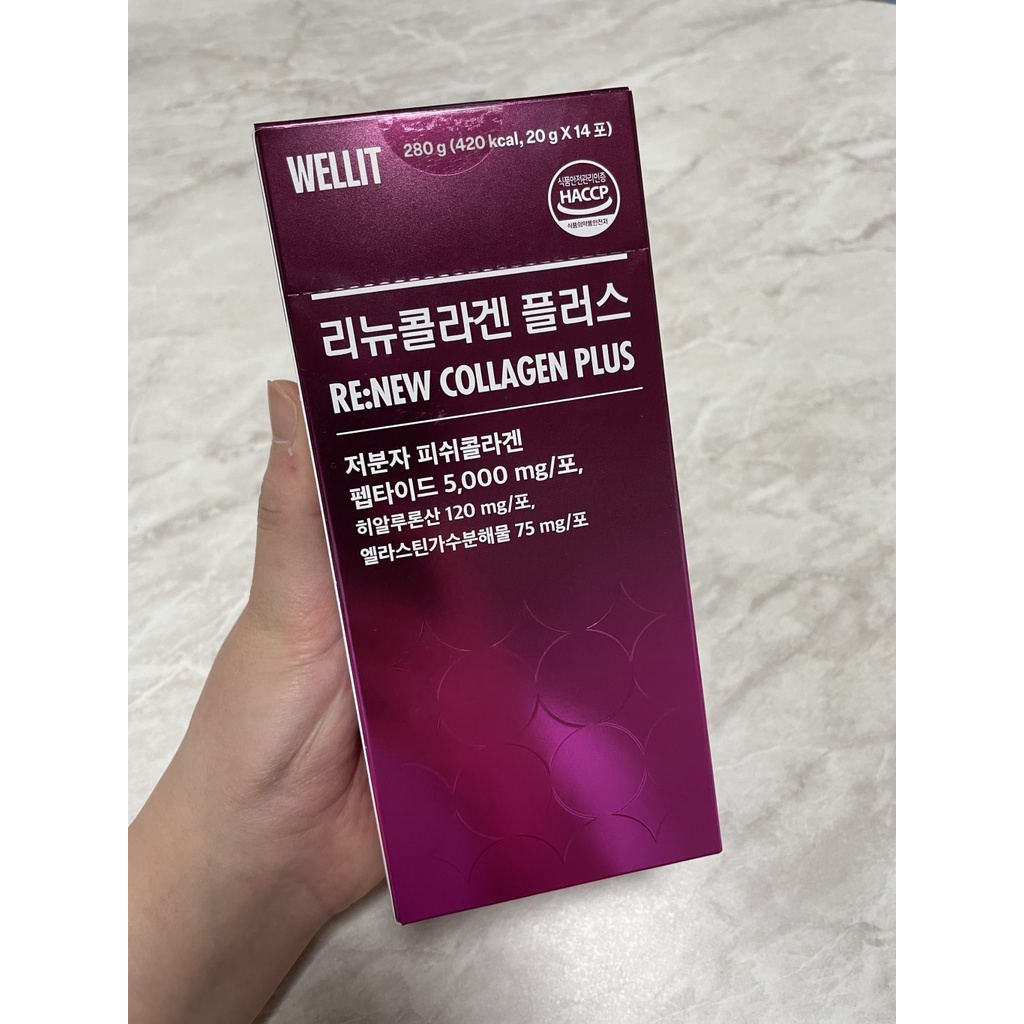 WELLIT
280 g (420 kcal, 20 g X 14 포)
식품안전관리인증
HACCP
식품의약품안전처
리뉴콜라겐 플러스
RE:NEW COLLAGEN PLUS
저분자 피쉬콜라겐
펩타이드 5,000 mg/포,
히알루론산 120 mg/포,
엘라스틴가수분해물 75 mg/포